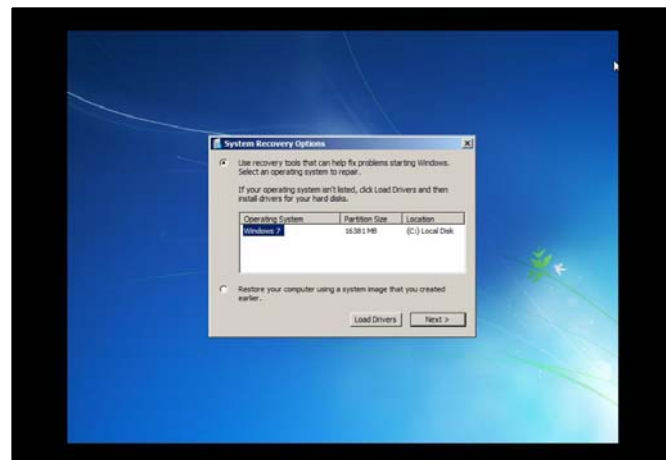 System Recovery Options
Use recovery tools that can help fix problems starting Windows.
Select an operating system to repair.
If your operating system isn't listed, click Load Drivers and then
install drivers for your hard disks.
Operating System Partition Size Location
Windows 7 16381 MB (C:) Local Disk
Restore your computer using a system image that you created
earlier.
Load Drivers Next >